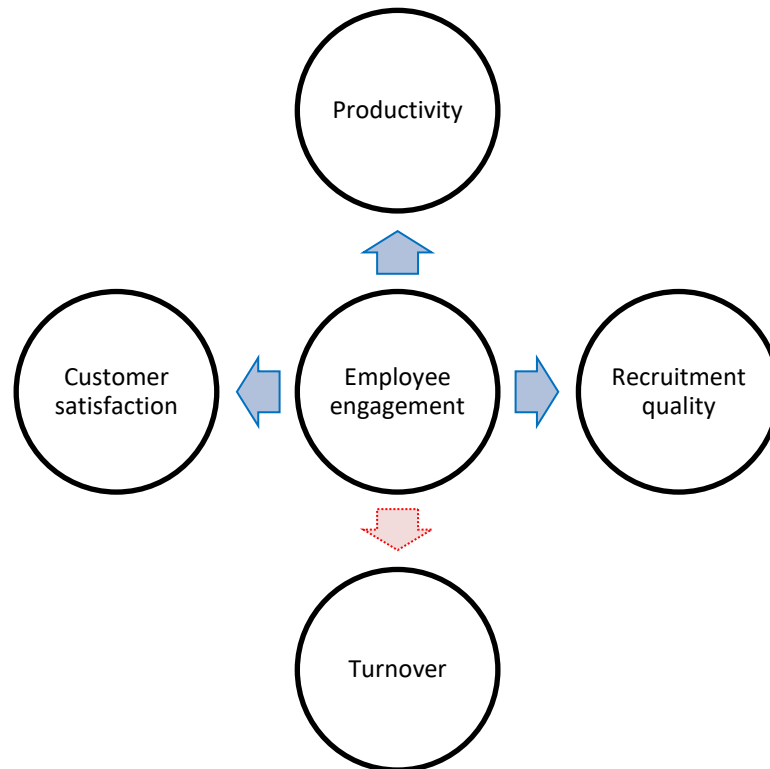 Productivity
Customer
satisfaction
Employee
engagement
Recruitment
quality
Turnover